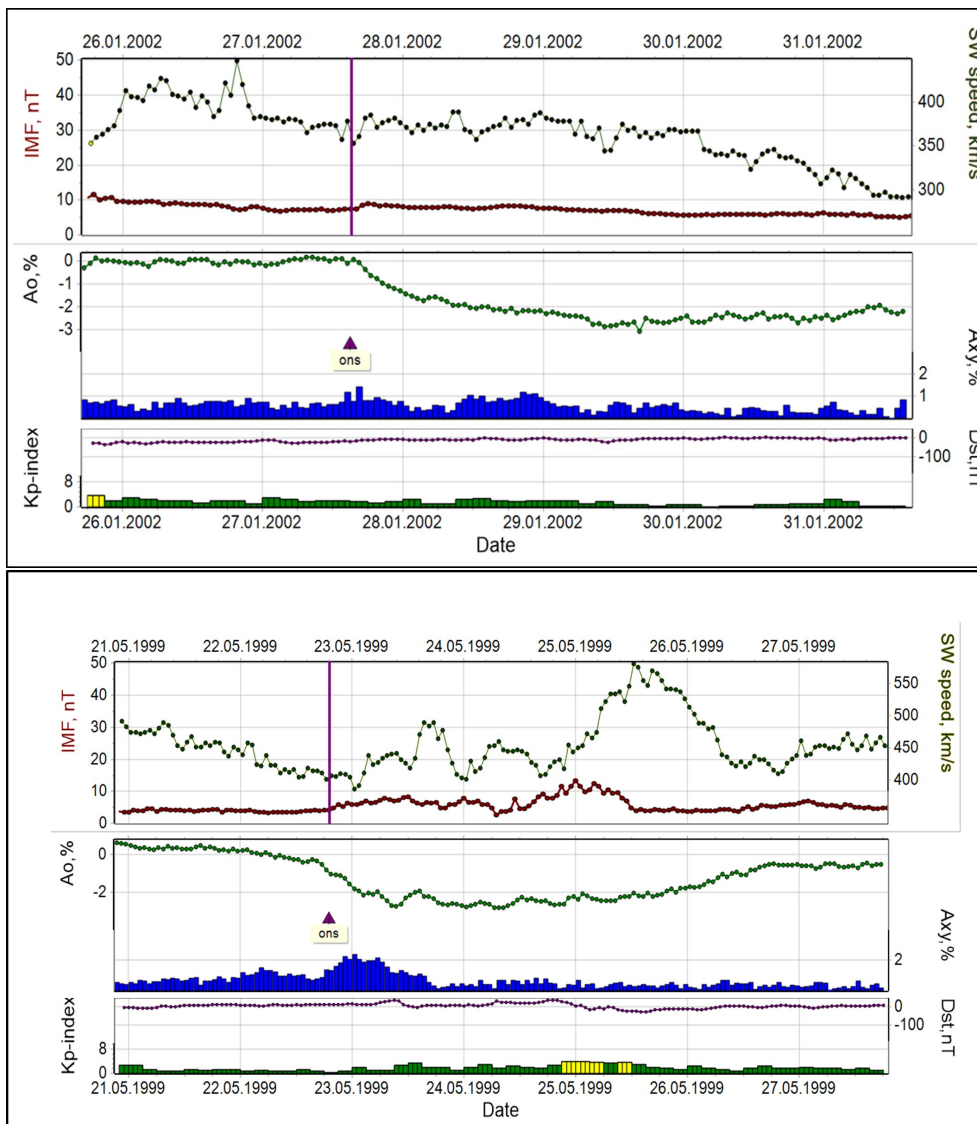 26.01.2002 27.01.2002 28.01.2002 29.01.2002 30.01.2002 31.01.2002
IMF, nT
50
40
30
20
10
0
SW speed, km/s
400
350
300
Ao,%
0
-1
-2
-3
ons
Axy,%
2
1
Kp-index
8
0
Dst,nT
0
-100
26.01.2002 27.01.2002 28.01.2002 29.01.2002 30.01.2002 31.01.2002
Date
21.05.1999 22.05.1999 23.05.1999 24.05.1999 25.05.1999 26.05.1999 27.05.1999
IMF, nT
50
40
30
20
10
0
SW speed, km/s
550
500
450
400
Ao,%
0
-2
ons
Axy,%
2
Kp-index
8
4
0
Dst,nT
0
-100
21.05.1999 22.05.1999 23.05.1999 24.05.1999 25.05.1999 26.05.1999 27.05.1999
Date